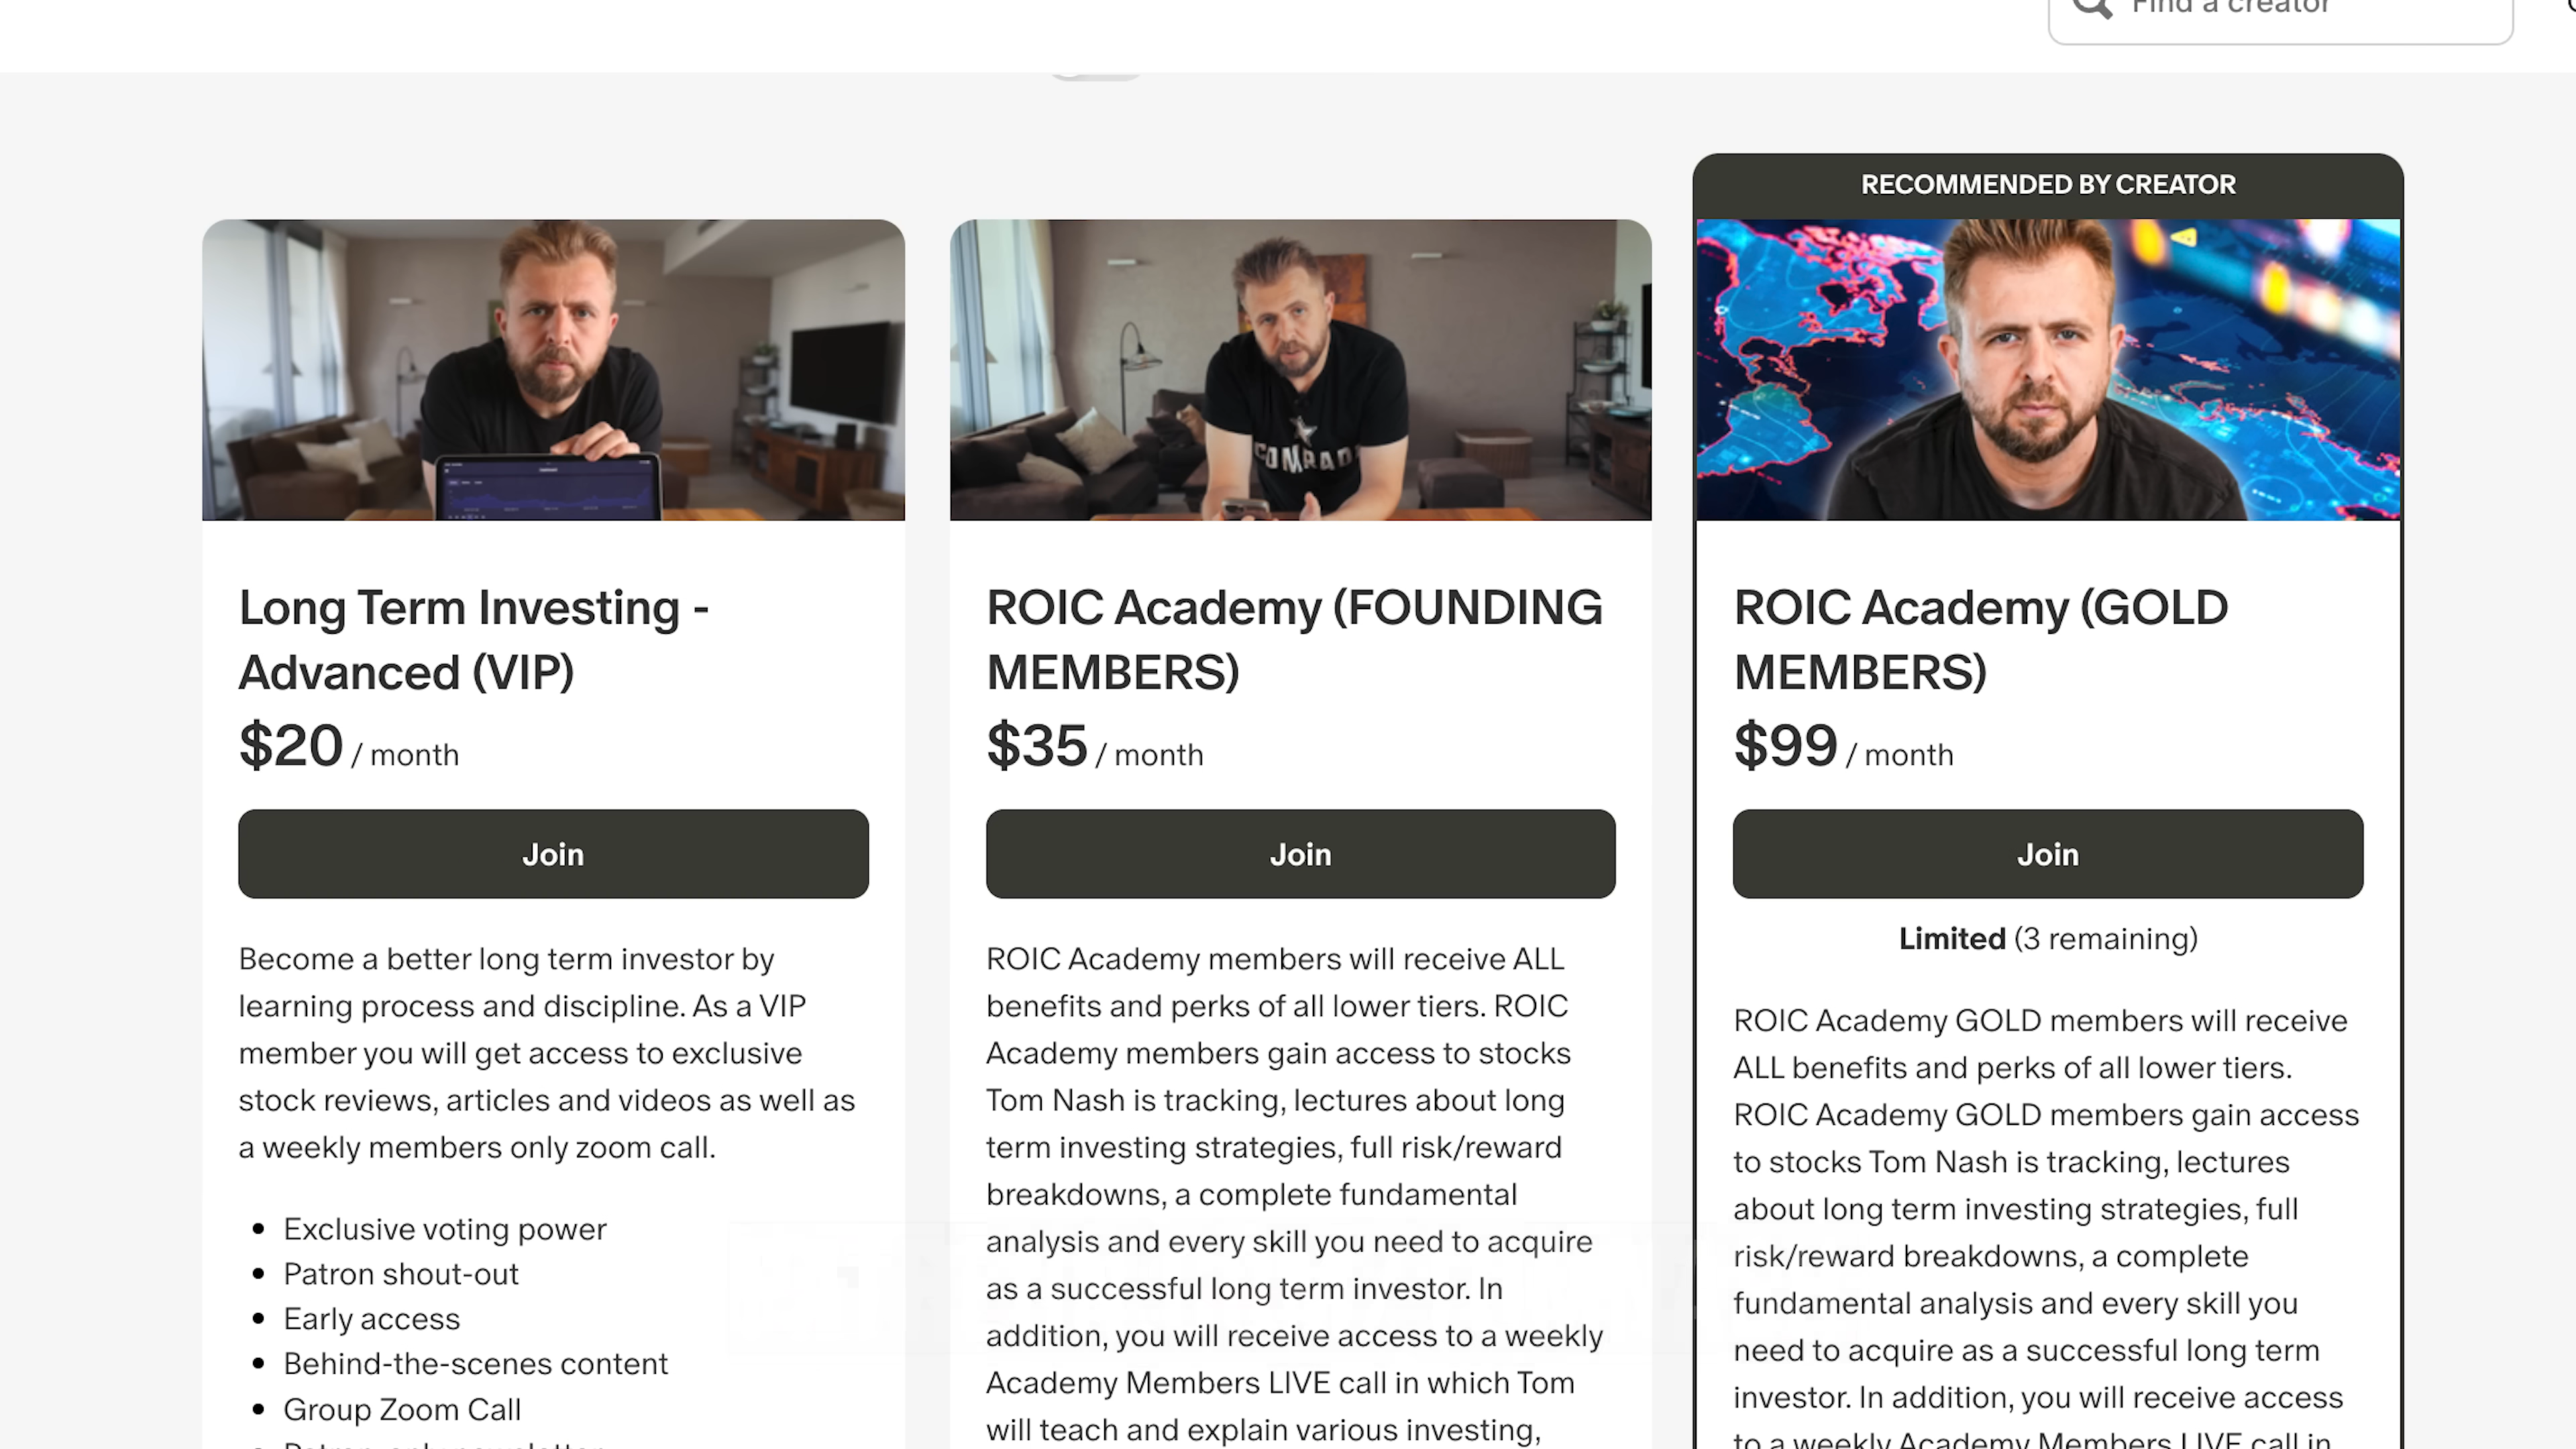 Find a creator
RECOMMENDED BY CREATOR
COMRAD
Long Term Investing -
Advanced (VIP)
$20 / month
Join
Become a better long term investor by
learning process and discipline. As a VIP
member you will get access to exclusive
stock reviews, articles and videos as well as
a weekly members only zoom call.
• Exclusive voting power
• Patron shout-out
• Early access
• Behind-the-scenes content
• Group Zoom Call
ROIC Academy (FOUNDING
MEMBERS)
$35 / month
Join
ROIC Academy members will receive ALL
benefits and perks of all lower tiers. ROIC
Academy members gain access to stocks
Tom Nash is tracking, lectures about long
term investing strategies, full risk/reward
breakdowns, a complete fundamental
analysis and every skill you need to acquire
as a successful long term investor. In
addition, you will receive access to a weekly
Academy Members LIVE call in which Tom
will teach and explain various investing,
ROIC Academy (GOLD
MEMBERS)
$99 / month
Join
Limited (3 remaining)
ROIC Academy GOLD members will receive
ALL benefits and perks of all lower tiers.
ROIC Academy GOLD members gain access
to stocks Tom Nash is tracking, lectures
about long term investing strategies, full
risk/reward breakdowns, a complete
fundamental analysis and every skill you
need to acquire as a successful long term
investor. In addition, you will receive access
to a weekly Academy Members LIVE call in